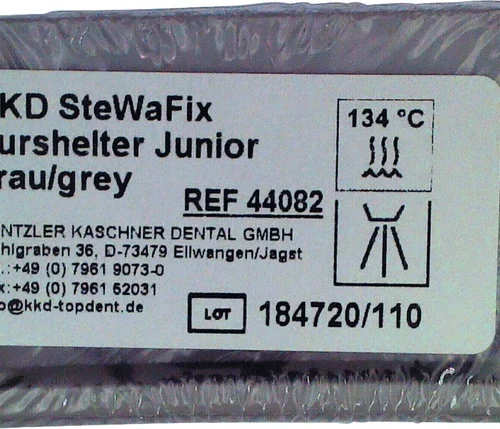 KD SteWaFix
urshelter Junior
rau/grey
REF 44082
NTZLER KASCHNER DENTAL GMBH
hlgraben 36, D-73479 Ellwangen/Jagst
.:+49 (0) 7961 9073-0
x:+49 (0) 7961 52031
o@kkd-topdent.de
LOT 184720/110
134 °C